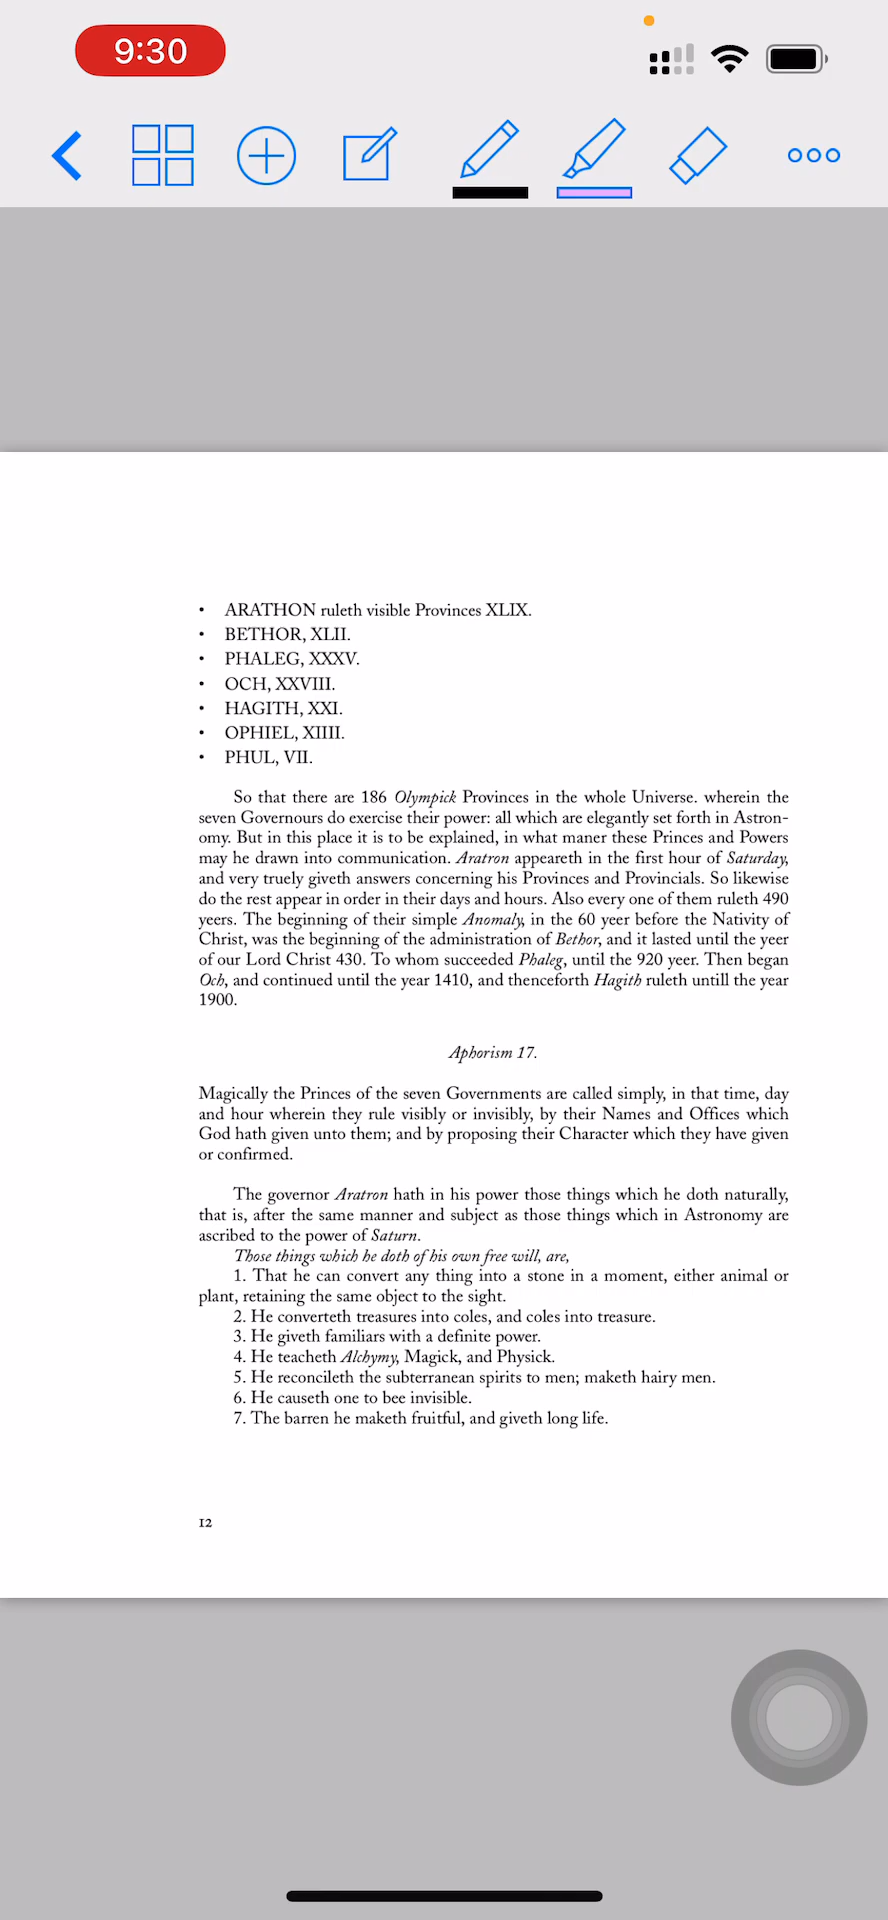 9:30
• ARATHON ruleth visible Provinces XLIX.
• BETHOR, XLII.
• PHALEG, XXXV.
• OCH, XXVIII.
• HAGITH, XXI.
• OPHIEL, XIIII.
• PHUL, VII.
So that there are 186 Olympick Provinces in the whole Universe. wherein the
seven Governours do exercise their power: all which are elegantly set forth in Astron-
omy. But in this place it is to be explained, in what maner these Princes and Powers
may he drawn into communication. Aratron appeareth in the first hour of Saturday,
and very truely giveth answers concerning his Provinces and Provincials. So likewise
do the rest appear in order in their days and hours. Also every one of them ruleth 490
yeers. The beginning of their simple Anomaly, in the 60 yeer before the Nativity of
Christ, was the beginning of the administration of Bethor, and it lasted until the yeer
of our Lord Christ 430. To whom succeeded Phaleg, until the 920 yeer. Then began
Och, and continued until the year 1410, and thenceforth Hagith ruleth untill the year
1900.
Aphorism 17.
Magically the Princes of the seven Governments are called simply, in that time, day
and hour wherein they rule visibly or invisibly, by their Names and Offices which
God hath given unto them; and by proposing their Character which they have given
or confirmed.
The governor Aratron hath in his power those things which he doth naturally,
that is, after the same manner and subject as those things which in Astronomy are
ascribed to the power of Saturn.
Those things which he doth of his own free will, are,
1. That he can convert any thing into a stone in a moment, either animal or
plant, retaining the same object to the sight.
2. He converteth treasures into coles, and coles into treasure.
3. He giveth familiars with a definite power.
4. He teacheth Alchymy, Magick, and Physick.
5. He reconcileth the subterranean spirits to men; maketh hairy men.
6. He causeth one to bee invisible.
7. The barren he maketh fruitful, and giveth long life.
12